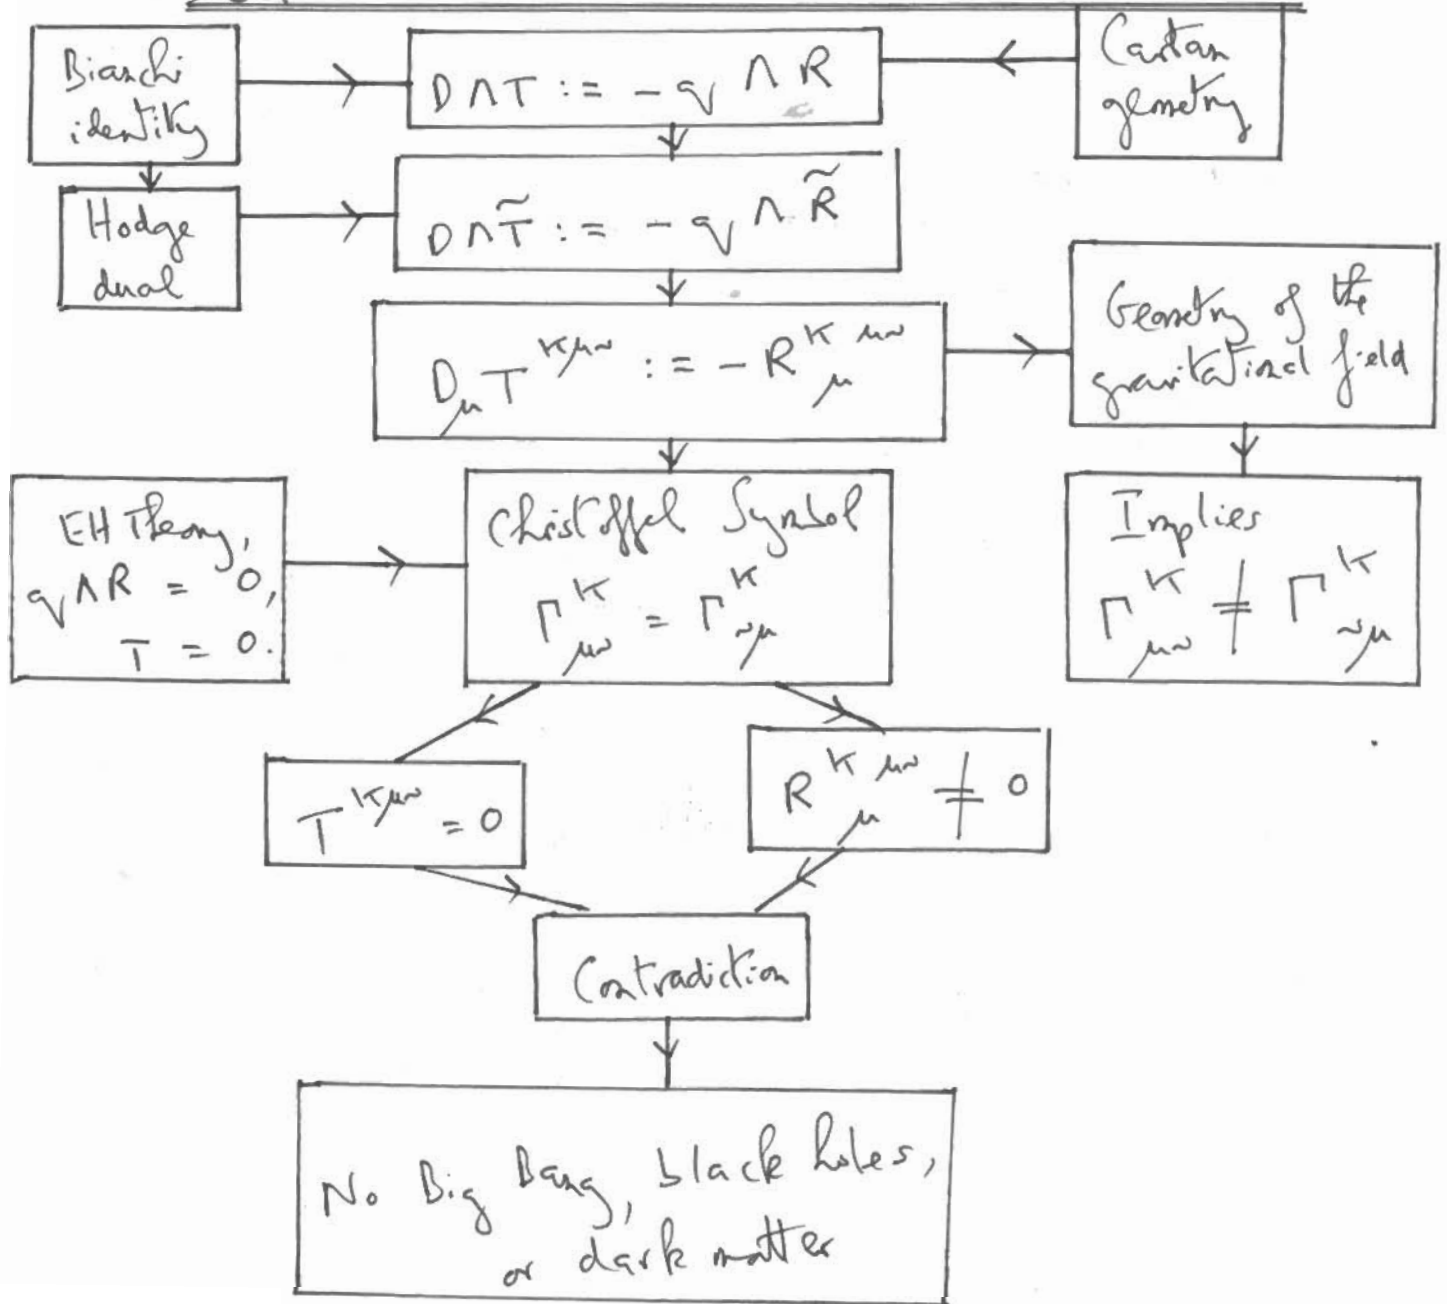 Bianchi
identity
D ∧ T := - q ∧ R
Cartan
geometry
Hodge
dual
D ∧ T̃ := - q ∧ R̃
D_μ T^{κμν} := - R^κ_μ^{μν}
Geometry of the
gravitational field
EH Theory,
q ∧ R = 0,
T = 0.
Christoffel Symbol
Γ^κ_{μν} = Γ^κ_{νμ}
Implies
Γ^κ_{μν} ≠ Γ^κ_{νμ}
T^{κμν} = 0
R^κ_μ^{μν} ≠ 0
Contradiction
No Big Bang, black holes,
or dark matter